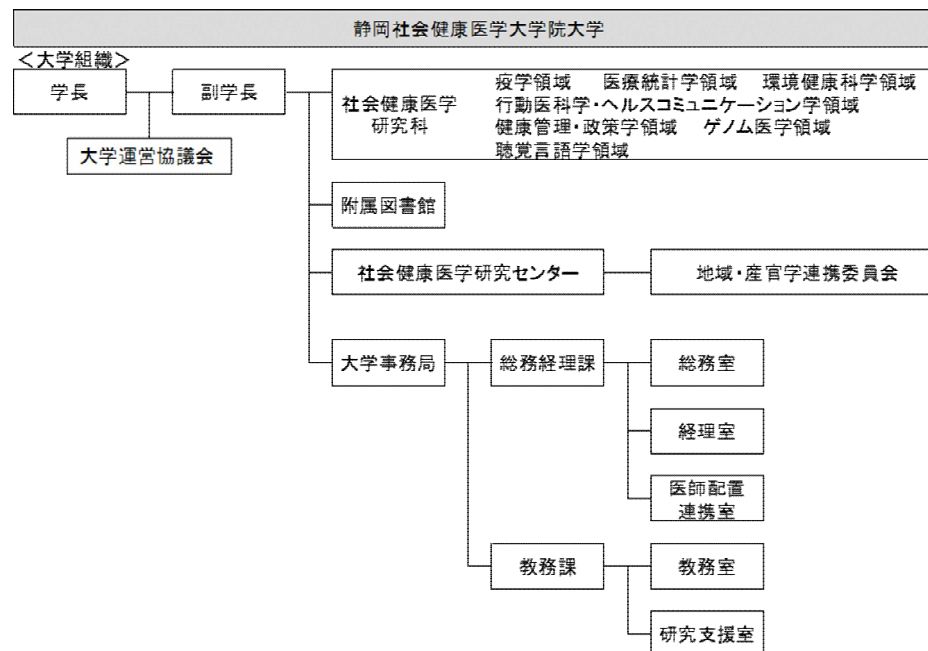 静岡社会健康医学大学院大学
＜大学組織＞
学長
副学長
大学運営協議会
社会健康医学
研究科
疫学領域　医療統計学領域　環境健康科学領域
行動医科学・ヘルスコミュニケーション学領域
健康管理・政策学領域　ゲノム医学領域
聴覚言語学領域
附属図書館
社会健康医学研究センター
地域・産官学連携委員会
大学事務局
総務経理課
総務室
経理室
医師配置
連携室
教務課
教務室
研究支援室